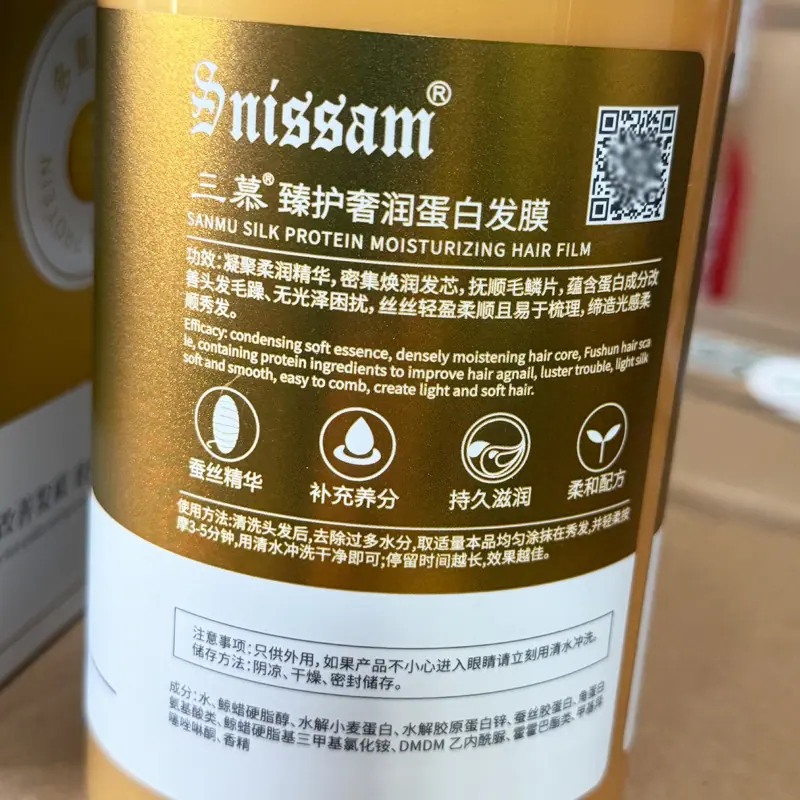 Snissam®
三慕®臻护奢润蛋白发膜
SANMU SILK PROTEIN MOISTURIZING HAIR FILM
功效:凝聚柔润精华,密集焕润发芯,抚顺毛鳞片,蕴含蛋白成分改
善头发毛躁、无光泽困扰,丝丝轻盈柔顺且易于梳理,缔造光感柔
顺秀发。
Efficacy: condensing soft essence, densely moistening hair core, Fushun hair sca
le, containing protein ingredients to improve hair agnail, luster trouble, light silk
soft and smooth, easy to comb, create light and soft hair.
蚕丝精华
补充养分
持久滋润
柔和配方
使用方法:清洗头发后,去除过多水分,取适量本品均匀涂抹在秀发,并轻柔按
摩3-5分钟,用清水冲洗干净即可;停留时间越长,效果越佳。
注意事项:只供外用,如果产品不小心进入眼睛请立刻用清水冲洗。
储存方法:阴凉、干燥、密封储存。
成分:水、鲸蜡硬脂醇、水解小麦蛋白、水解胶原蛋白锌、蚕丝胶蛋白、角蛋白
氨基酸类、鲸蜡硬脂基三甲基氯化铵、DMDM 乙内酰脲、霍霍巴酯类、甲基异
噻唑啉酮、香精